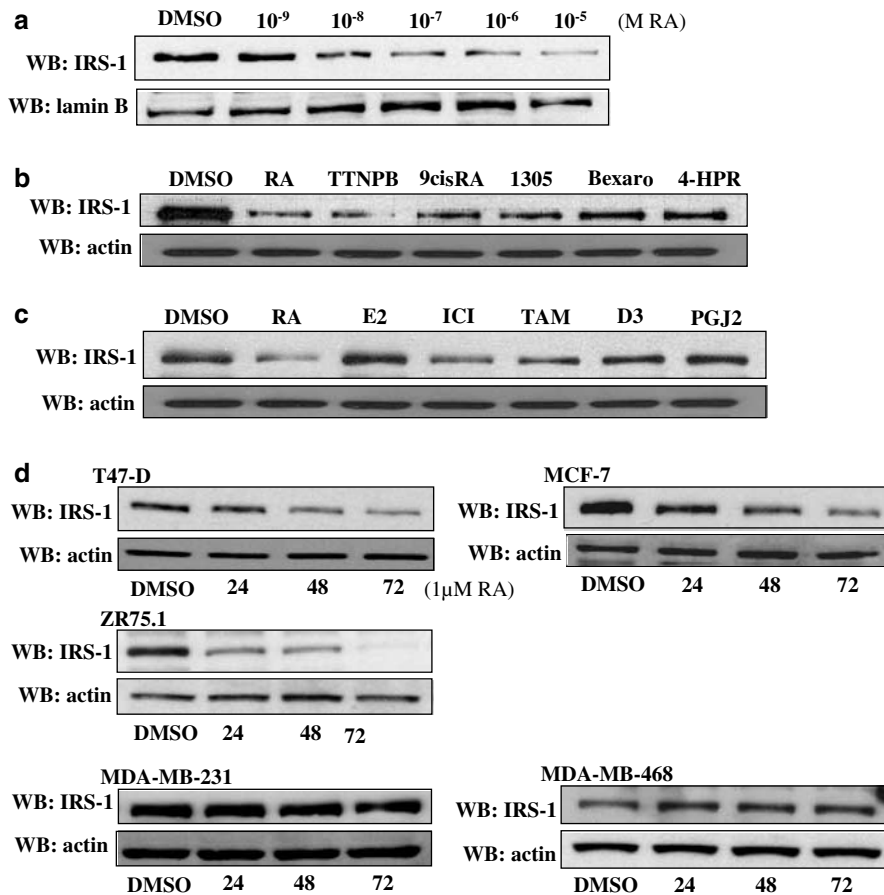 a
DMSO 10-9 10-8 10-7 10-6 10-5 (M RA)
WB: IRS-1
WB: lamin B
b
DMSO RA TTNPB 9cisRA 1305 Bexaro 4-HPR
WB: IRS-1
WB: actin
c
DMSO RA E2 ICI TAM D3 PGJ2
WB: IRS-1
WB: actin
d
T47-D
WB: IRS-1
WB: actin
DMSO 24 48 72 (1μM RA)
MCF-7
WB: IRS-1
WB: actin
DMSO 24 48 72
ZR75.1
WB: IRS-1
WB: actin
DMSO 24 48 72
MDA-MB-231
WB: IRS-1
WB: actin
DMSO 24 48 72
MDA-MB-468
WB: IRS-1
WB: actin
DMSO 24 48 72